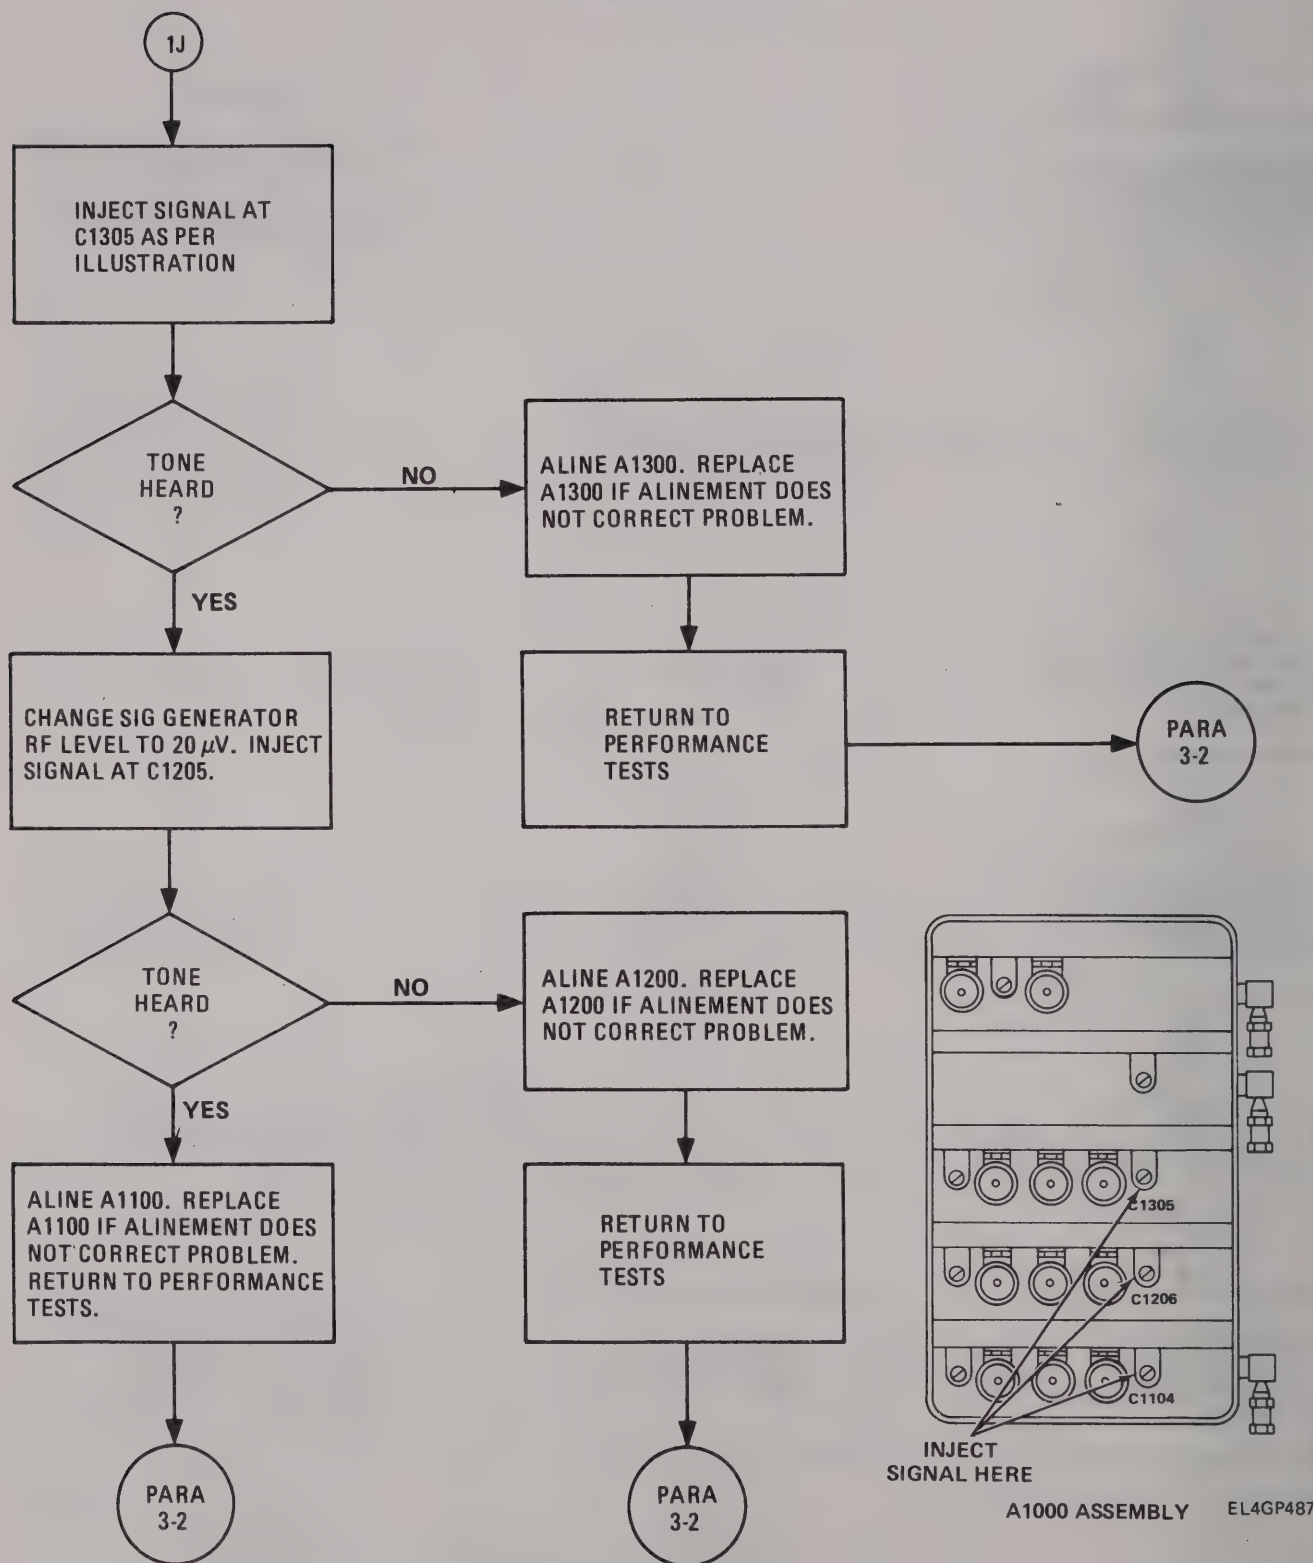 1J
INJECT SIGNAL AT
C1305 AS PER
ILLUSTRATION
TONE
HEARD
?
NO
ALINE A1300. REPLACE
A1300 IF ALINEMENT DOES
NOT CORRECT PROBLEM.
YES
CHANGE SIG GENERATOR
RF LEVEL TO 20 μV. INJECT
SIGNAL AT C1205.
RETURN TO
PERFORMANCE
TESTS
PARA
3-2
TONE
HEARD
?
NO
ALINE A1200. REPLACE
A1200 IF ALINEMENT DOES
NOT CORRECT PROBLEM.
YES
ALINE A1100. REPLACE
A1100 IF ALINEMENT DOES
NOT CORRECT PROBLEM.
RETURN TO PERFORMANCE
TESTS.
RETURN TO
PERFORMANCE
TESTS
C1305
C1206
C1104
INJECT
SIGNAL HERE
PARA
3-2
PARA
3-2
A1000 ASSEMBLY
EL4GP487